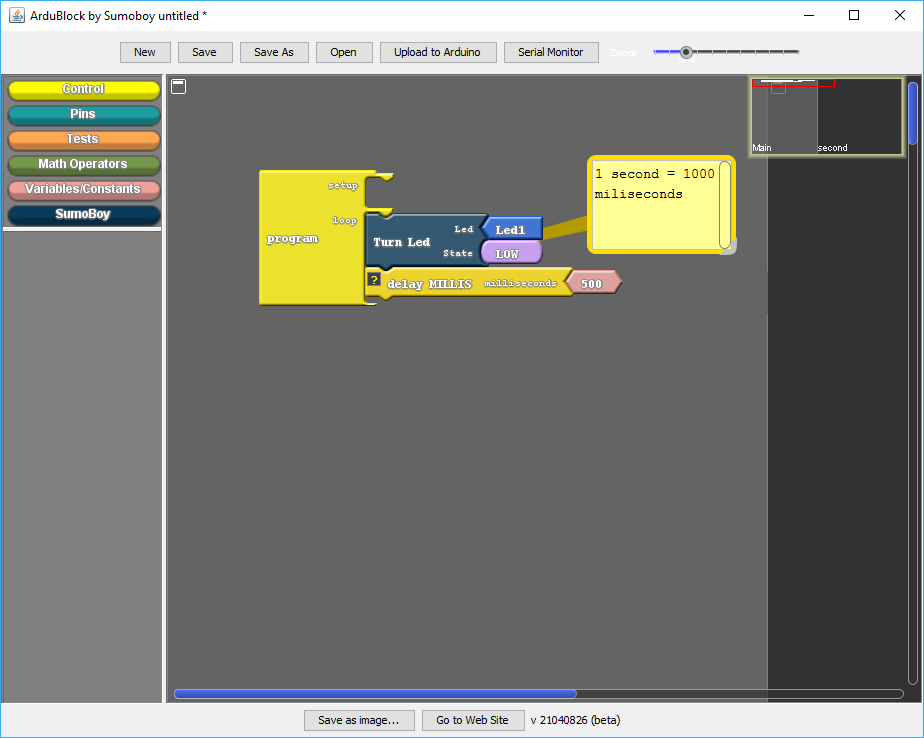 ArduBlock by Sumoboy untitled *
New Save Save As Open Upload to Arduino Serial Monitor Zoom
Control
Pins
Tests
Math Operators
Variables/Constants
SumoBoy
Main second
1 second = 1000
miliseconds
setup
loop
program
Turn Led
Led Led1
State LOW
? delay MILLIS milliseconds 500
Save as image... Go to Web Site v 21040826 (beta)